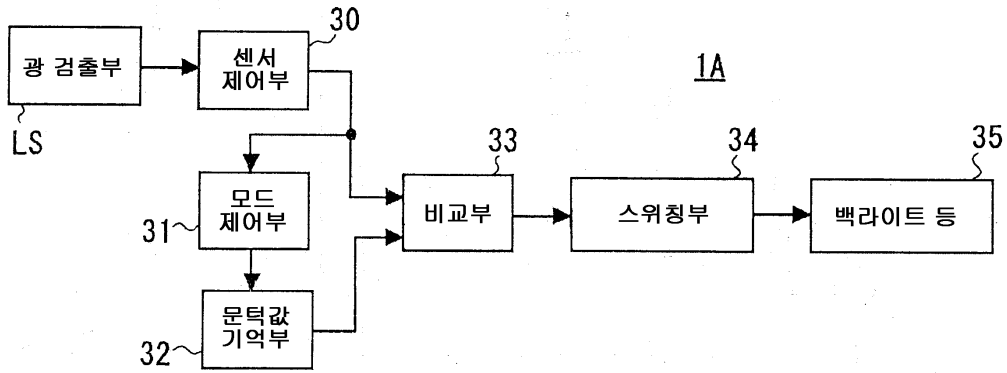 30
광 검출부
센서
제어부
1A
LS
33
34
35
모드
제어부
31
비교부
스위칭부
백라이트 등
문턱값
기억부
32